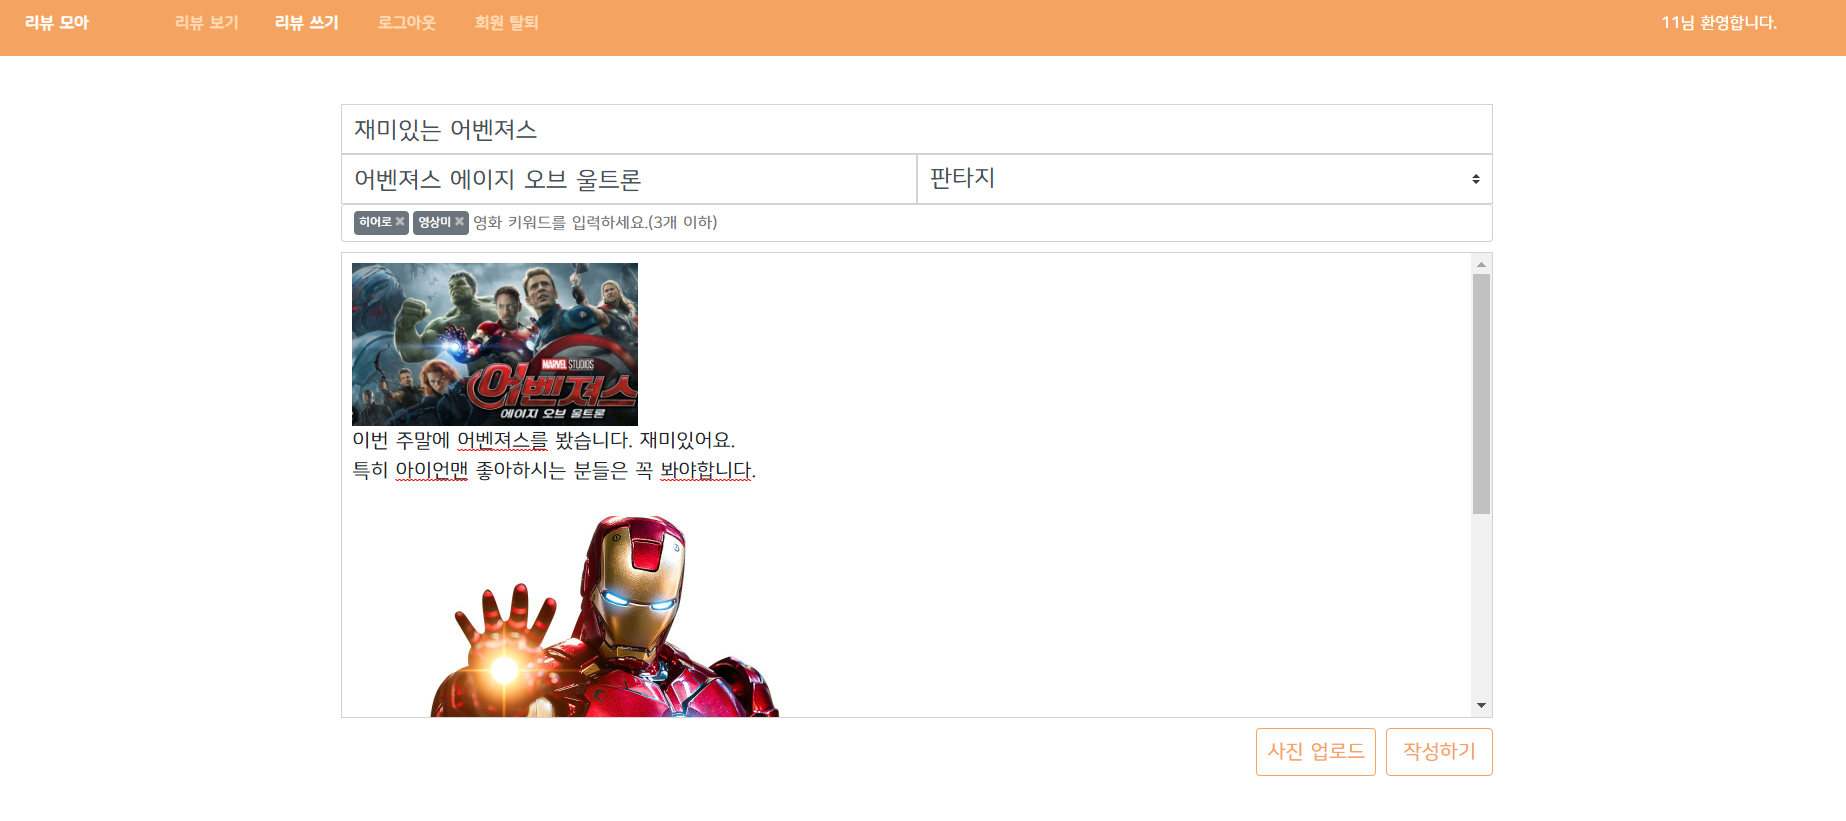 리뷰 모아 리뷰 보기 리뷰 쓰기 로그아웃 회원 탈퇴 11님 환영합니다.
재미있는 어벤져스
어벤져스 에이지 오브 울트론 판타지
히어로 × 영상미 × 영화 키워드를 입력하세요.(3개 이하)
MARVEL STUDIOS
어벤져스
에이지 오브 울트론
이번 주말에 어벤져스를 봤습니다. 재미있어요.
특히 아이언맨 좋아하시는 분들은 꼭 봐야합니다.
사진 업로드 작성하기